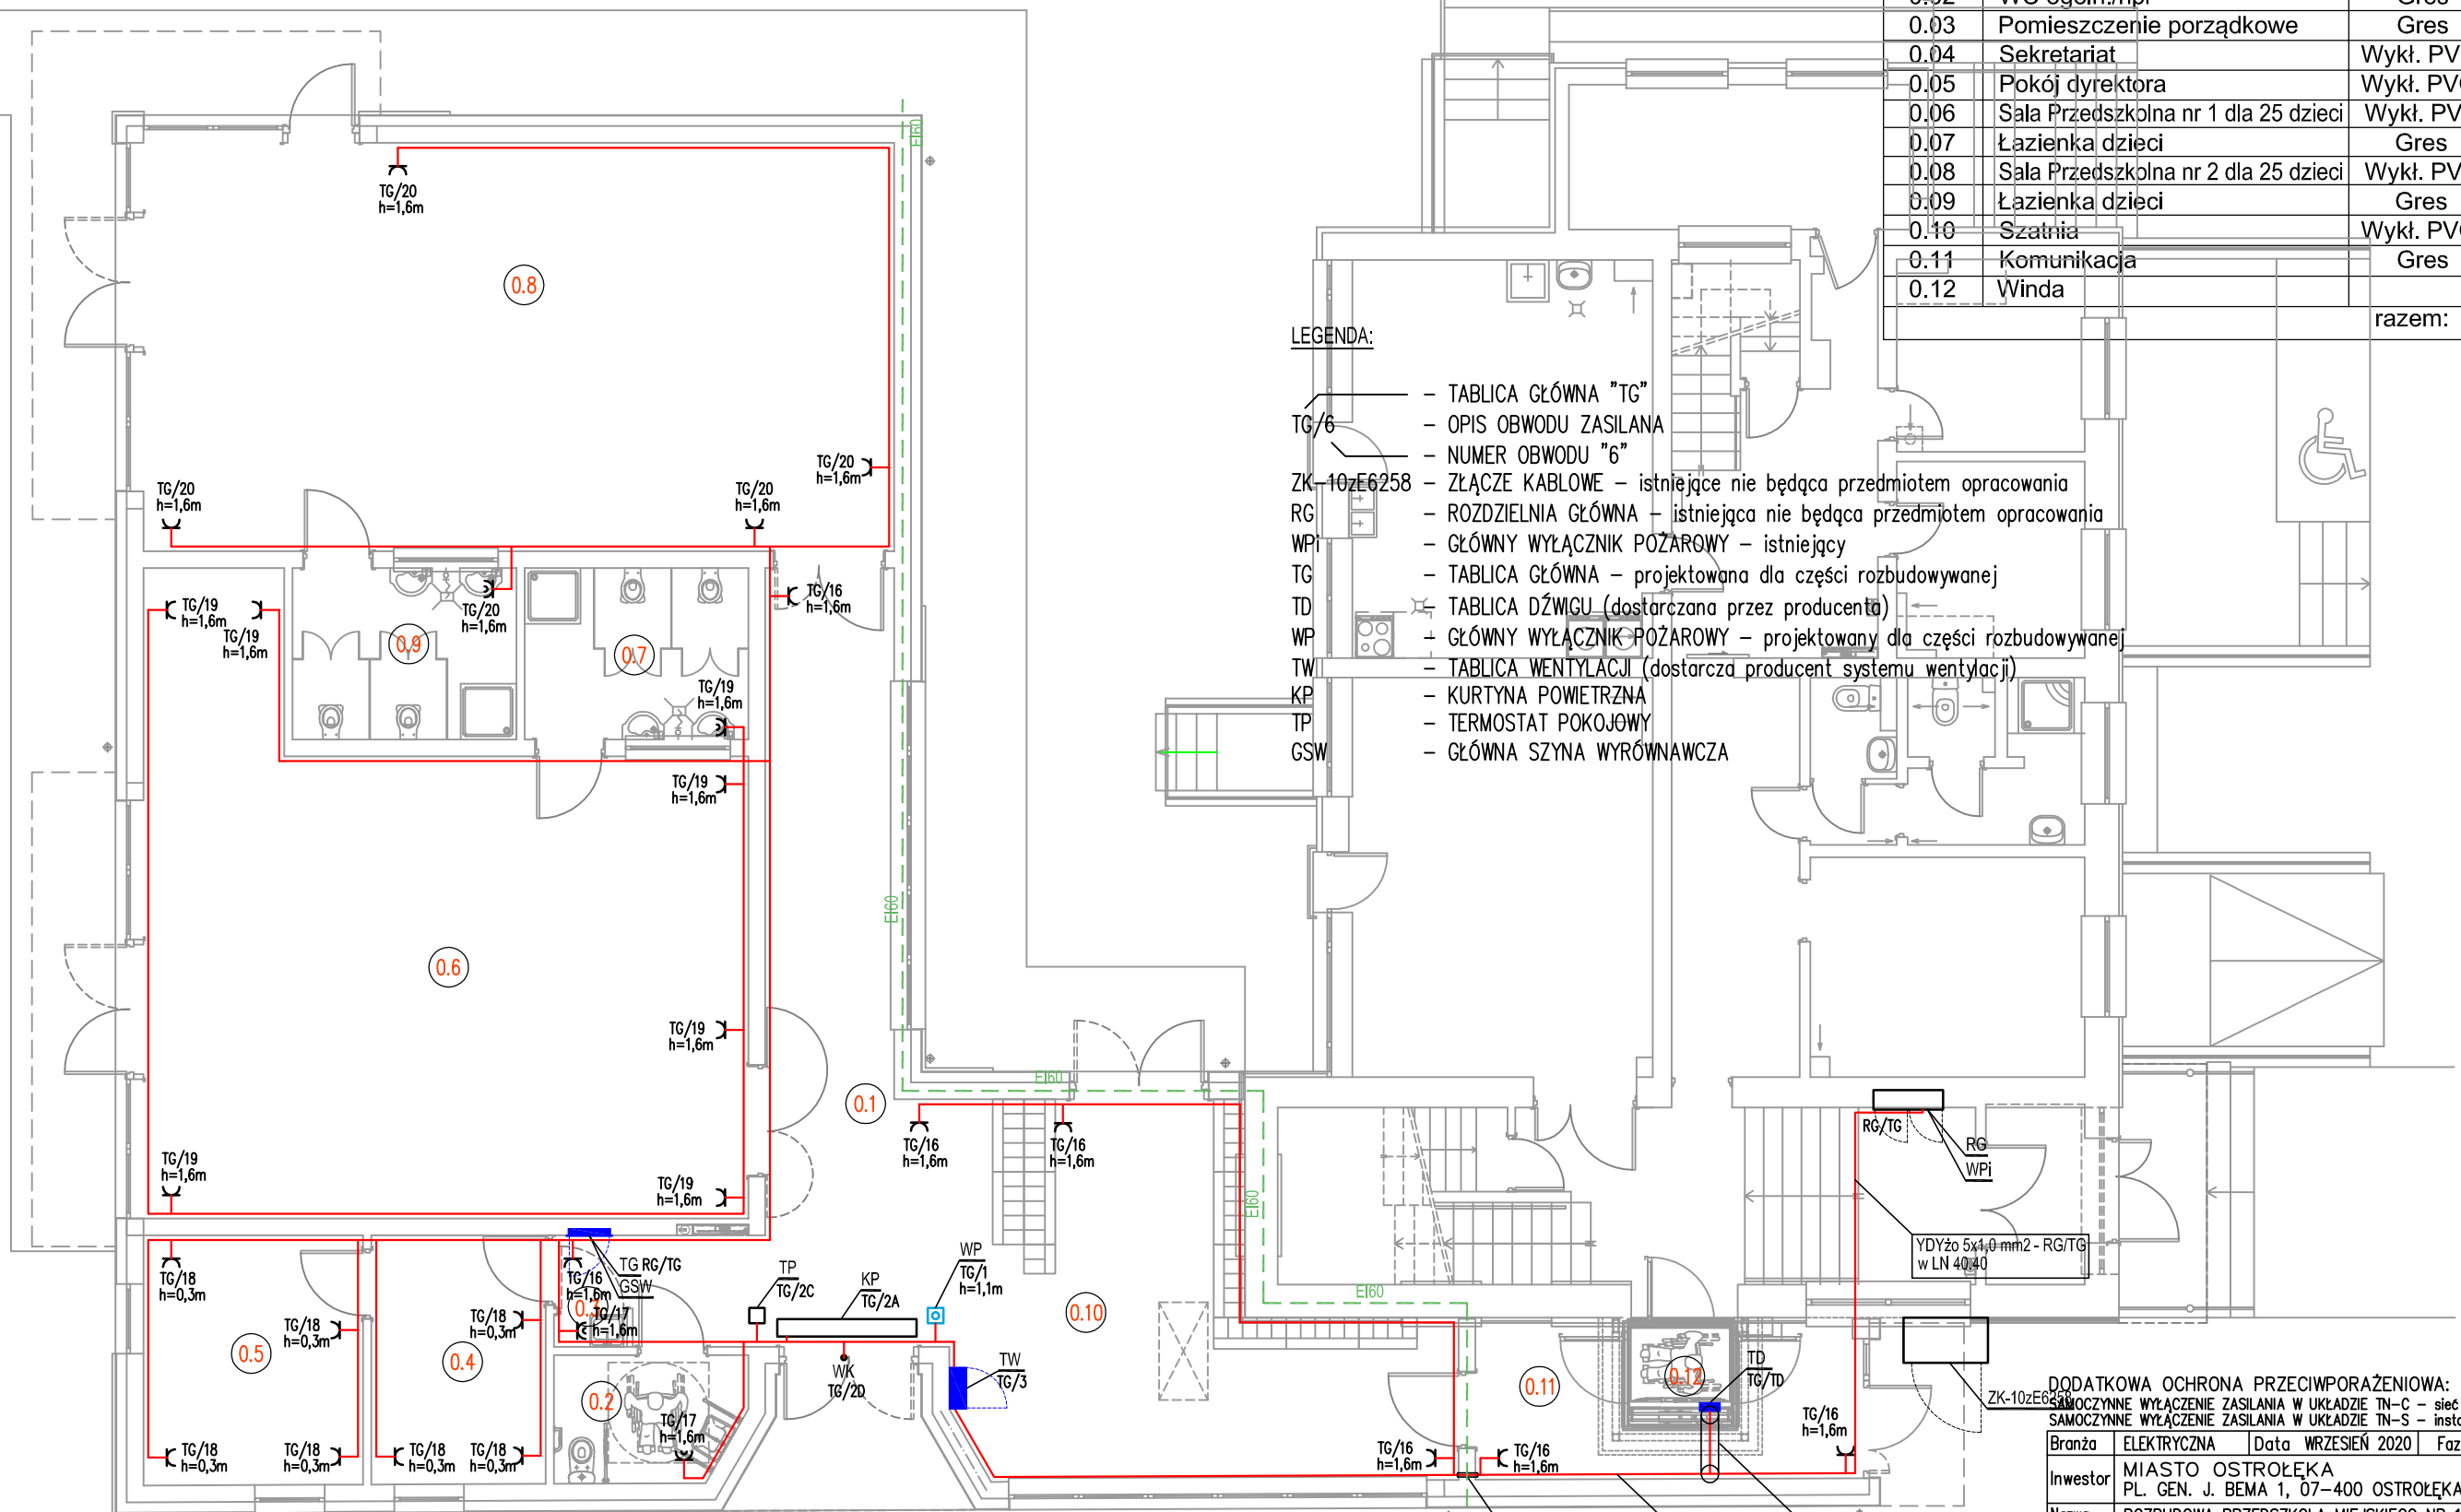 0.03 Pomieszczenie porządkowe Gres
0.04 Sekretariat Wykł. PV
0.05 Pokój dyrektora Wykł. PV
0.06 Sala Przedszkolna nr 1 dla 25 dzieci Wykł. PV
0.07 Łazienka dzieci Gres
0.08 Sala Przedszkolna nr 2 dla 25 dzieci Wykł. PV
0.09 Łazienka dzieci Gres
0.10 Szatnia Wykł. PV
0.11 Komunikacja Gres
0.12 Winda
razem:
LEGENDA:
– TABLICA GŁÓWNA "TG"
TG/6 – OPIS OBWODU ZASILANA
– NUMER OBWODU "6"
ZK–10zE6258 – ZŁĄCZE KABLOWE – istniejące nie będąca przedmiotem opracowania
RG – ROZDZIELNIA GŁÓWNA – istniejąca nie będąca przedmiotem opracowania
WPi – GŁÓWNY WYŁĄCZNIK POŻAROWY – istniejący
TG – TABLICA GŁÓWNA – projektowana dla części rozbudowywanej
TD – TABLICA DŹWIGU (dostarczana przez producenta)
WP – GŁÓWNY WYŁĄCZNIK POŻAROWY – projektowany dla części rozbudowywanej
TW – TABLICA WENTYLACJI (dostarcza producent systemu wentylacji)
KP – KURTYNA POWIETRZNA
TP – TERMOSTAT POKOJOWY
GSW – GŁÓWNA SZYNA WYRÓWNAWCZA
EI60
TG/20
h=1,6m
0.8
TG/20
h=1,6m
TG/20
h=1,6m
TG/20
h=1,6m
TG/16
h=1,6m
TG/19
h=1,6m
TG/19
h=1,6m
TG/20
h=1,6m
0.9
0.7
TG/19
h=1,6m
TG/19
h=1,6m
EI60
0.6
TG/19
h=1,6m
EI60
0.1
TG/16
h=1,6m
TG/16
h=1,6m
RG/TG
RG
WPi
TG/19
h=1,6m
TG/19
h=1,6m
EI60
YDYżo 5x1,0 mm2 - RG/TG
w LN 40.40
TG/18
h=0,3m
TG/16
h=1,6m
TG RG/TG
GSW
TP
TG/2C
KP
TG/2A
WP
TG/1
h=1,1m
EI60
0.10
TG/18
h=0,3m
TG/18
h=0,3m
TG/17
h=1,6m
0.5
0.4
WK
TG/2D
TW
TG/3
0.11
0.12
TD
TG/TD
0.2
TG/17
h=1,6m
TG/18
h=0,3m
TG/18
h=0,3m
TG/18
h=0,3m
TG/18
h=0,3m
TG/16
h=1,6m
TG/16
h=1,6m
TG/16
h=1,6m
ZK-10zE6258
DODATKOWA OCHRONA PRZECIWPORAŻENIOWA:
SAMOCZYNNE WYŁĄCZENIE ZASILANIA W UKŁADZIE TN–C – sieć
SAMOCZYNNE WYŁĄCZENIE ZASILANIA W UKŁADZIE TN–S –
Branża ELEKTRYCZNA Data WRZESIEŃ 2020
Inwestor MIASTO OSTROŁĘKA
PL. GEN. J. BEMA 1, 07–400 OSTROŁĘKA